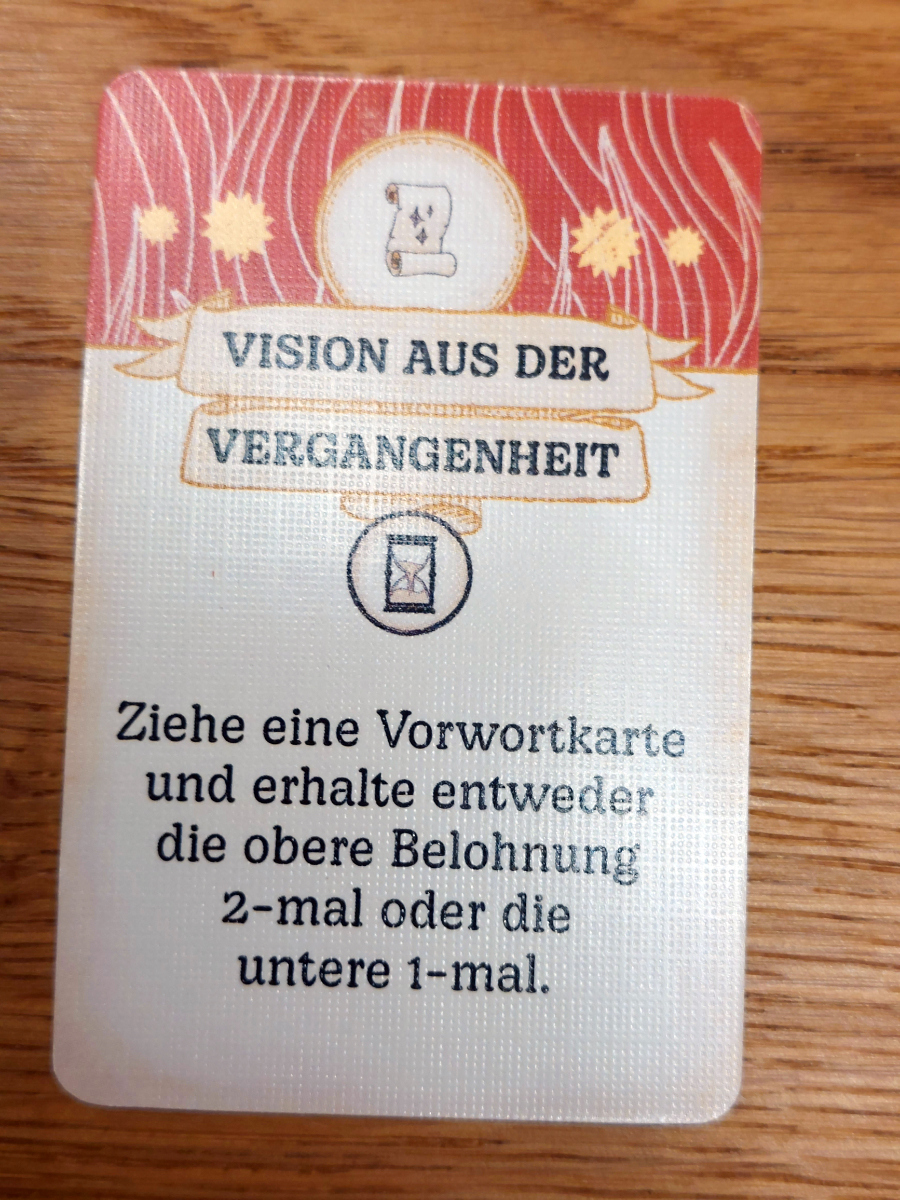 VISION AUS DER
VERGANGENHEIT
Ziehe eine Vorwortkarte
und erhalte entweder
die obere Belohnung
2-mal oder die
untere 1-mal.